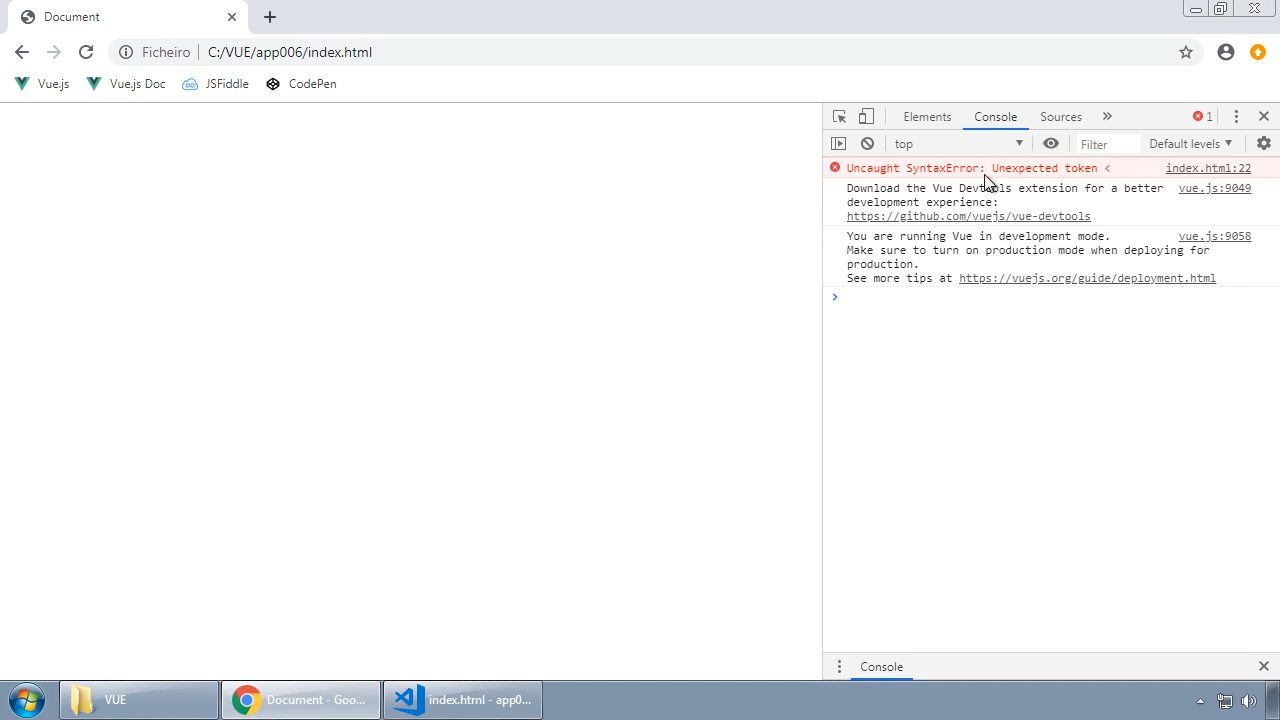 Document
Ficheiro C:/VUE/app006/index.html
Vue.js Vue.js Doc JSFiddle CodePen
Elements Console Sources » 1
top Filter Default levels
Uncaught SyntaxError: Unexpected token < index.html:22
Download the Vue Devtools extension for a better vue.js:9049
development experience:
https://github.com/vuejs/vue-devtools
You are running Vue in development mode. vue.js:9058
Make sure to turn on production mode when deploying for
production.
See more tips at https://vuejs.org/guide/deployment.html
Console
VUE Document - Goo... index.html - app0...